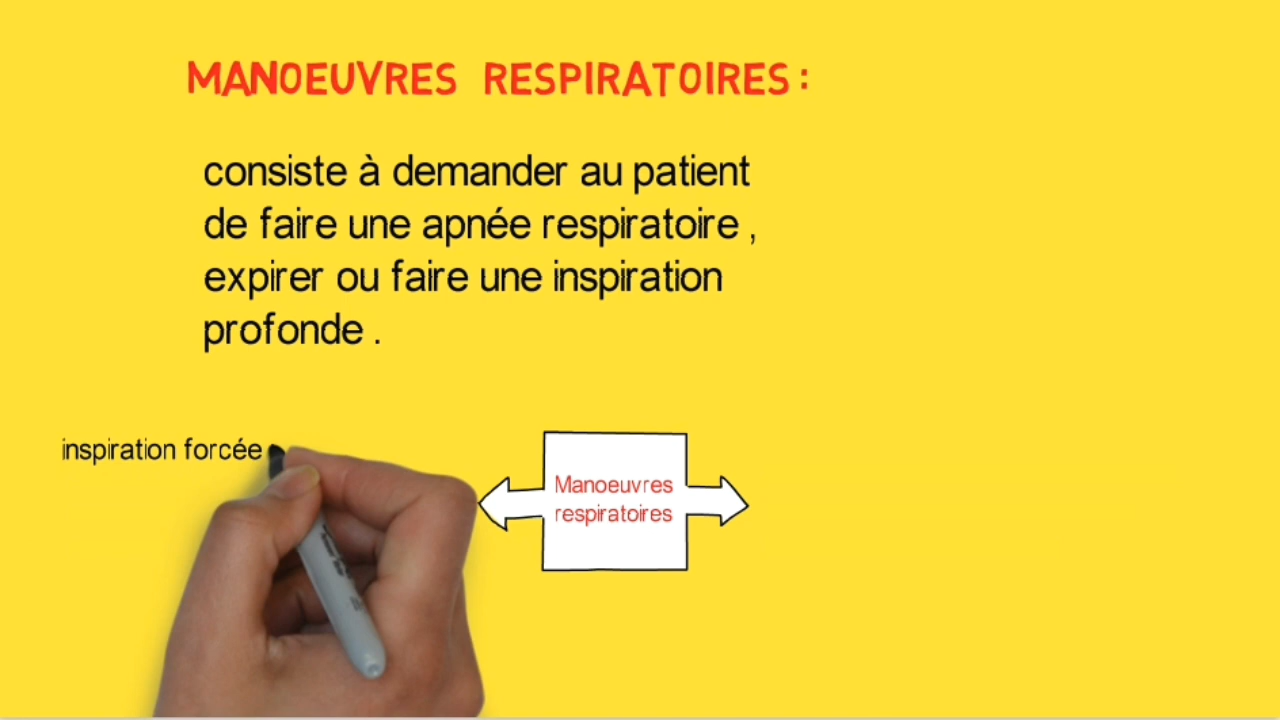 MANOEUVRES RESPIRATOIRES :
consiste à demander au patient
de faire une apnée respiratoire ,
expirer ou faire une inspiration
profonde .
inspiration forcée
Manoeuvres
respiratoires